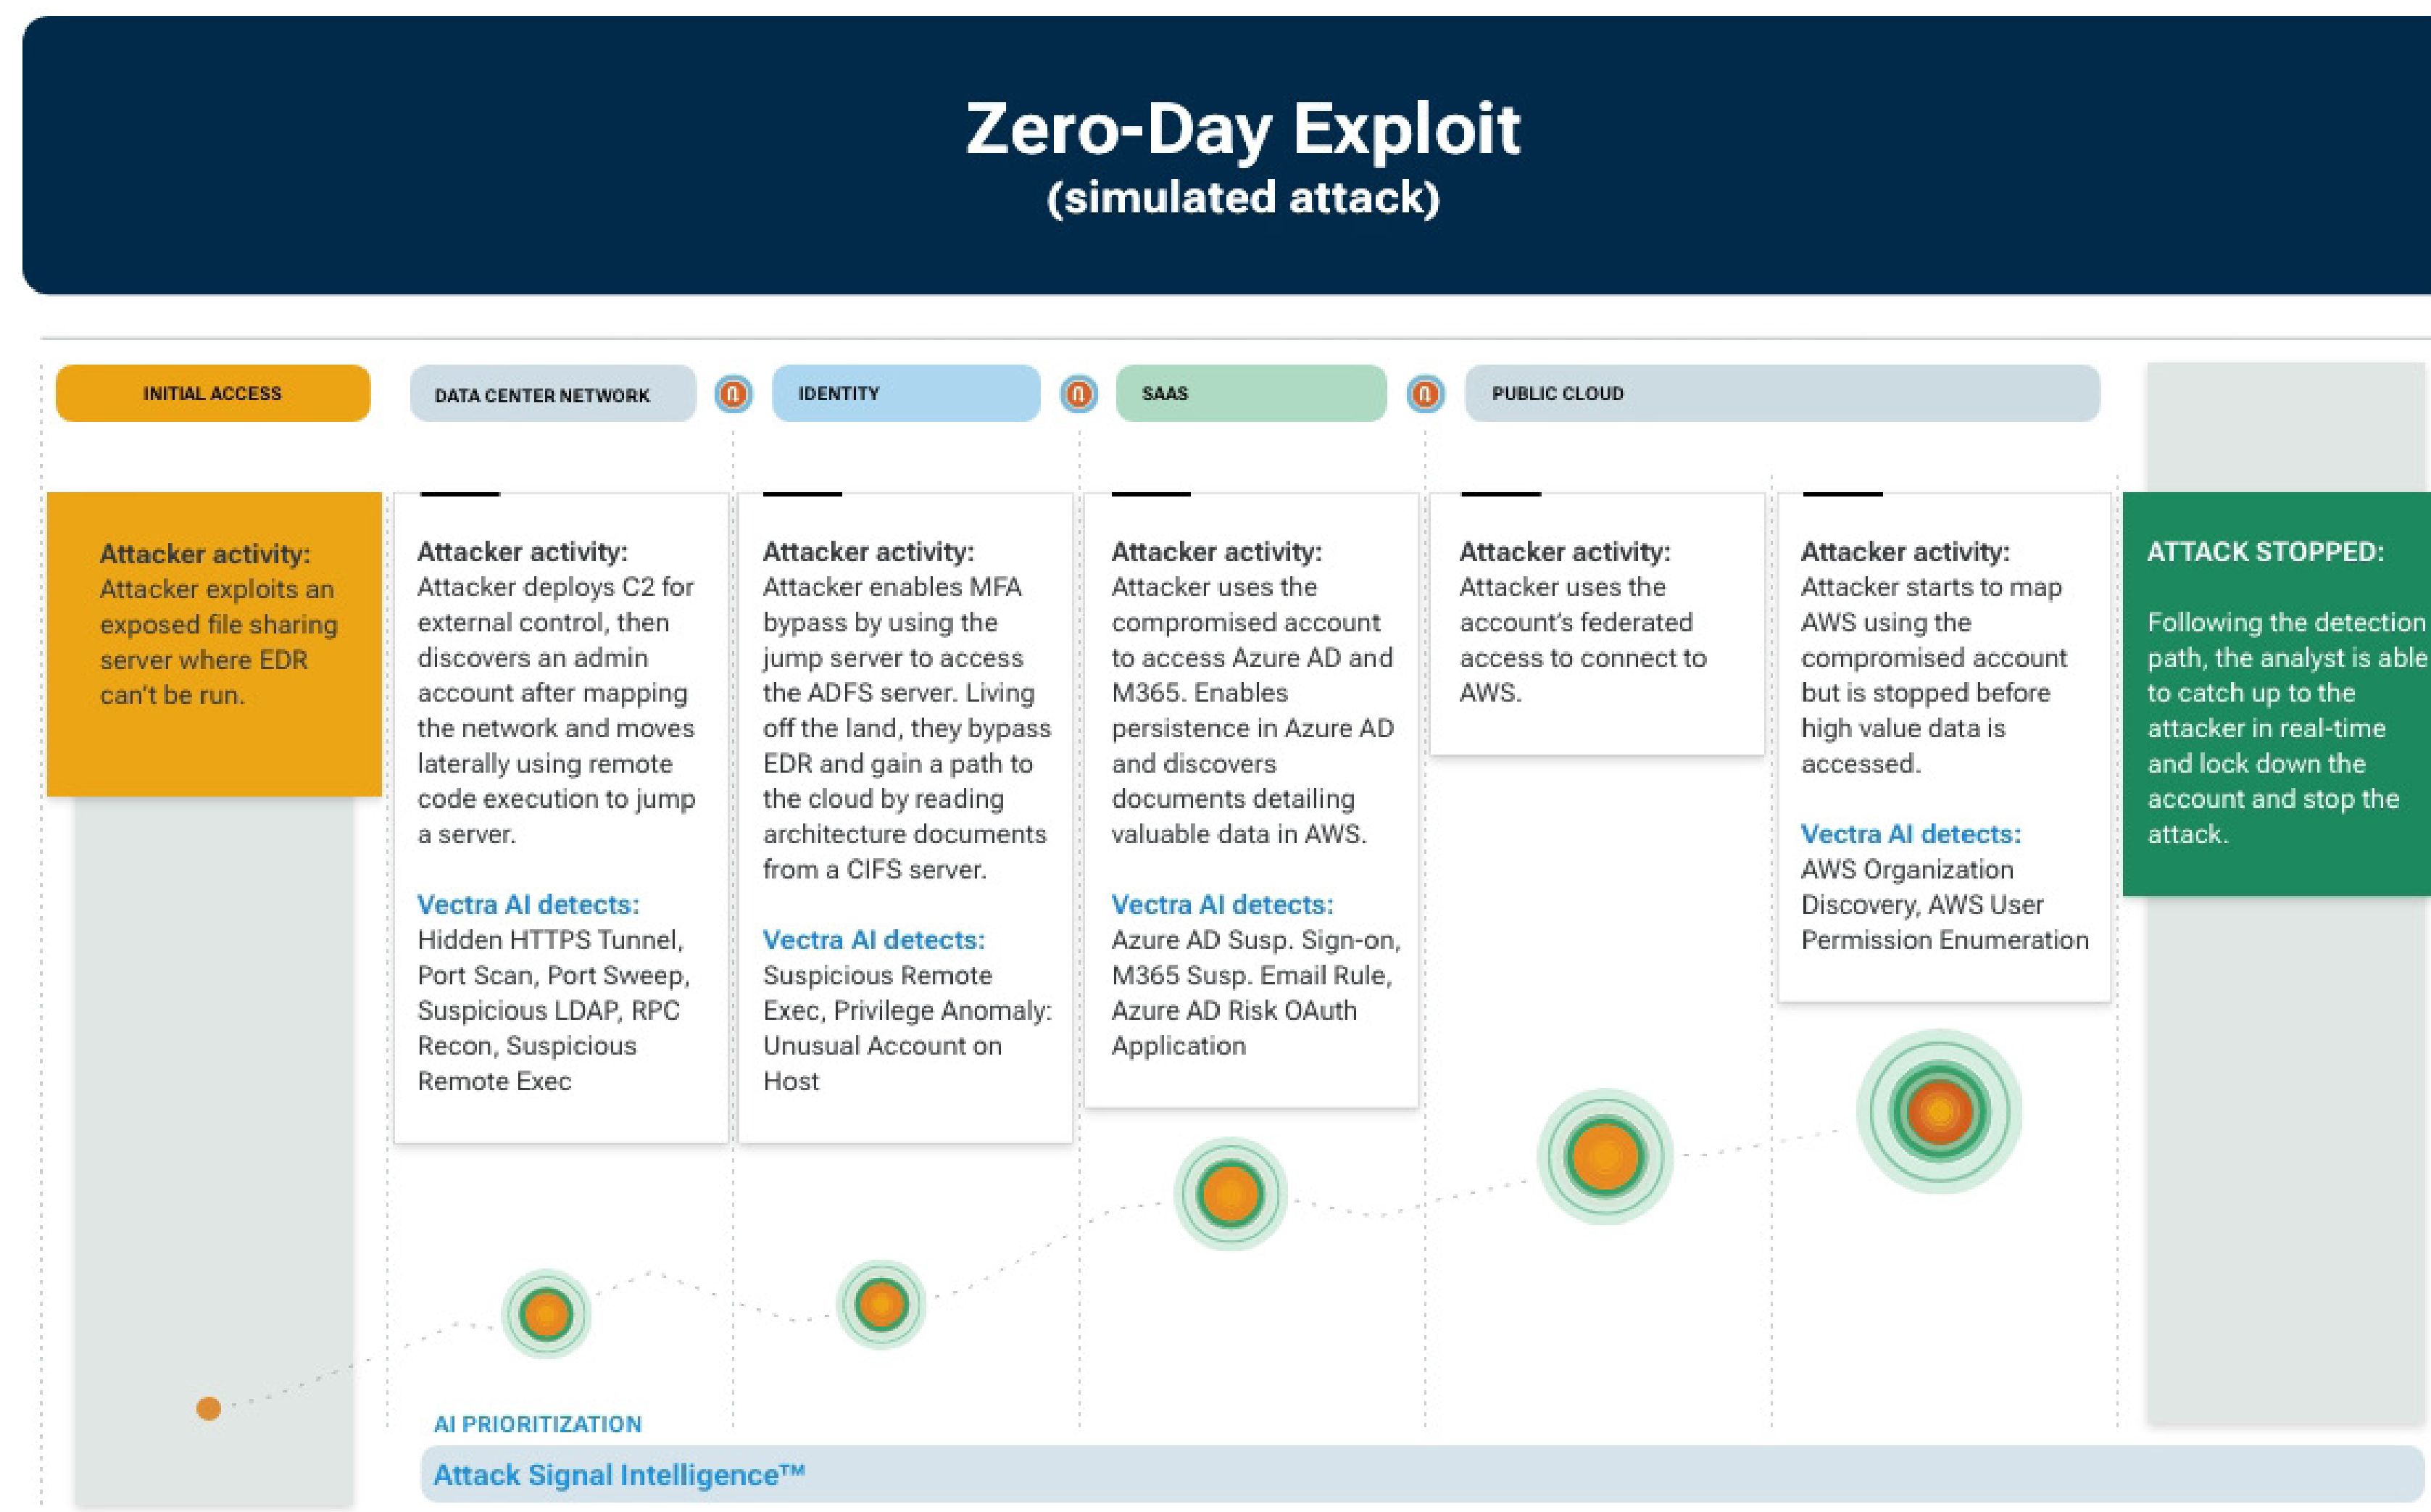 Zero-Day Exploit
(simulated attack)
INITIAL ACCESS
DATA CENTER NETWORK
IDENTITY
SAAS
PUBLIC CLOUD
Attacker activity:
Attacker exploits an
exposed file sharing
server where EDR
can't be run.
Attacker activity:
Attacker deploys C2 for
external control, then
discovers an admin
account after mapping
the network and moves
laterally using remote
code execution to jump
a server.
Vectra AI detects:
Hidden HTTPS Tunnel,
Port Scan, Port Sweep,
Suspicious LDAP, RPC
Recon, Suspicious
Remote Exec
Attacker activity:
Attacker enables MFA
bypass by using the
jump server to access
the ADFS server. Living
off the land, they bypass
EDR and gain a path to
the cloud by reading
architecture documents
from a CIFS server.
Vectra AI detects:
Suspicious Remote
Exec, Privilege Anomaly:
Unusual Account on
Host
Attacker activity:
Attacker uses the
compromised account
to access Azure AD and
M365. Enables
persistence in Azure AD
and discovers
documents detailing
valuable data in AWS.
Vectra AI detects:
Azure AD Susp. Sign-on,
M365 Susp. Email Rule,
Azure AD Risk OAuth
Application
Attacker activity:
Attacker uses the
account's federated
access to connect to
AWS.
Attacker activity:
Attacker starts to map
AWS using the
compromised account
but is stopped before
high value data is
accessed.
Vectra AI detects:
AWS Organization
Discovery, AWS User
Permission Enumeration
ATTACK STOPPED:
Following the detection
path, the analyst is able
to catch up to the
attacker in real-time
and lock down the
account and stop the
attack.
AI PRIORITIZATION
Attack Signal Intelligence™